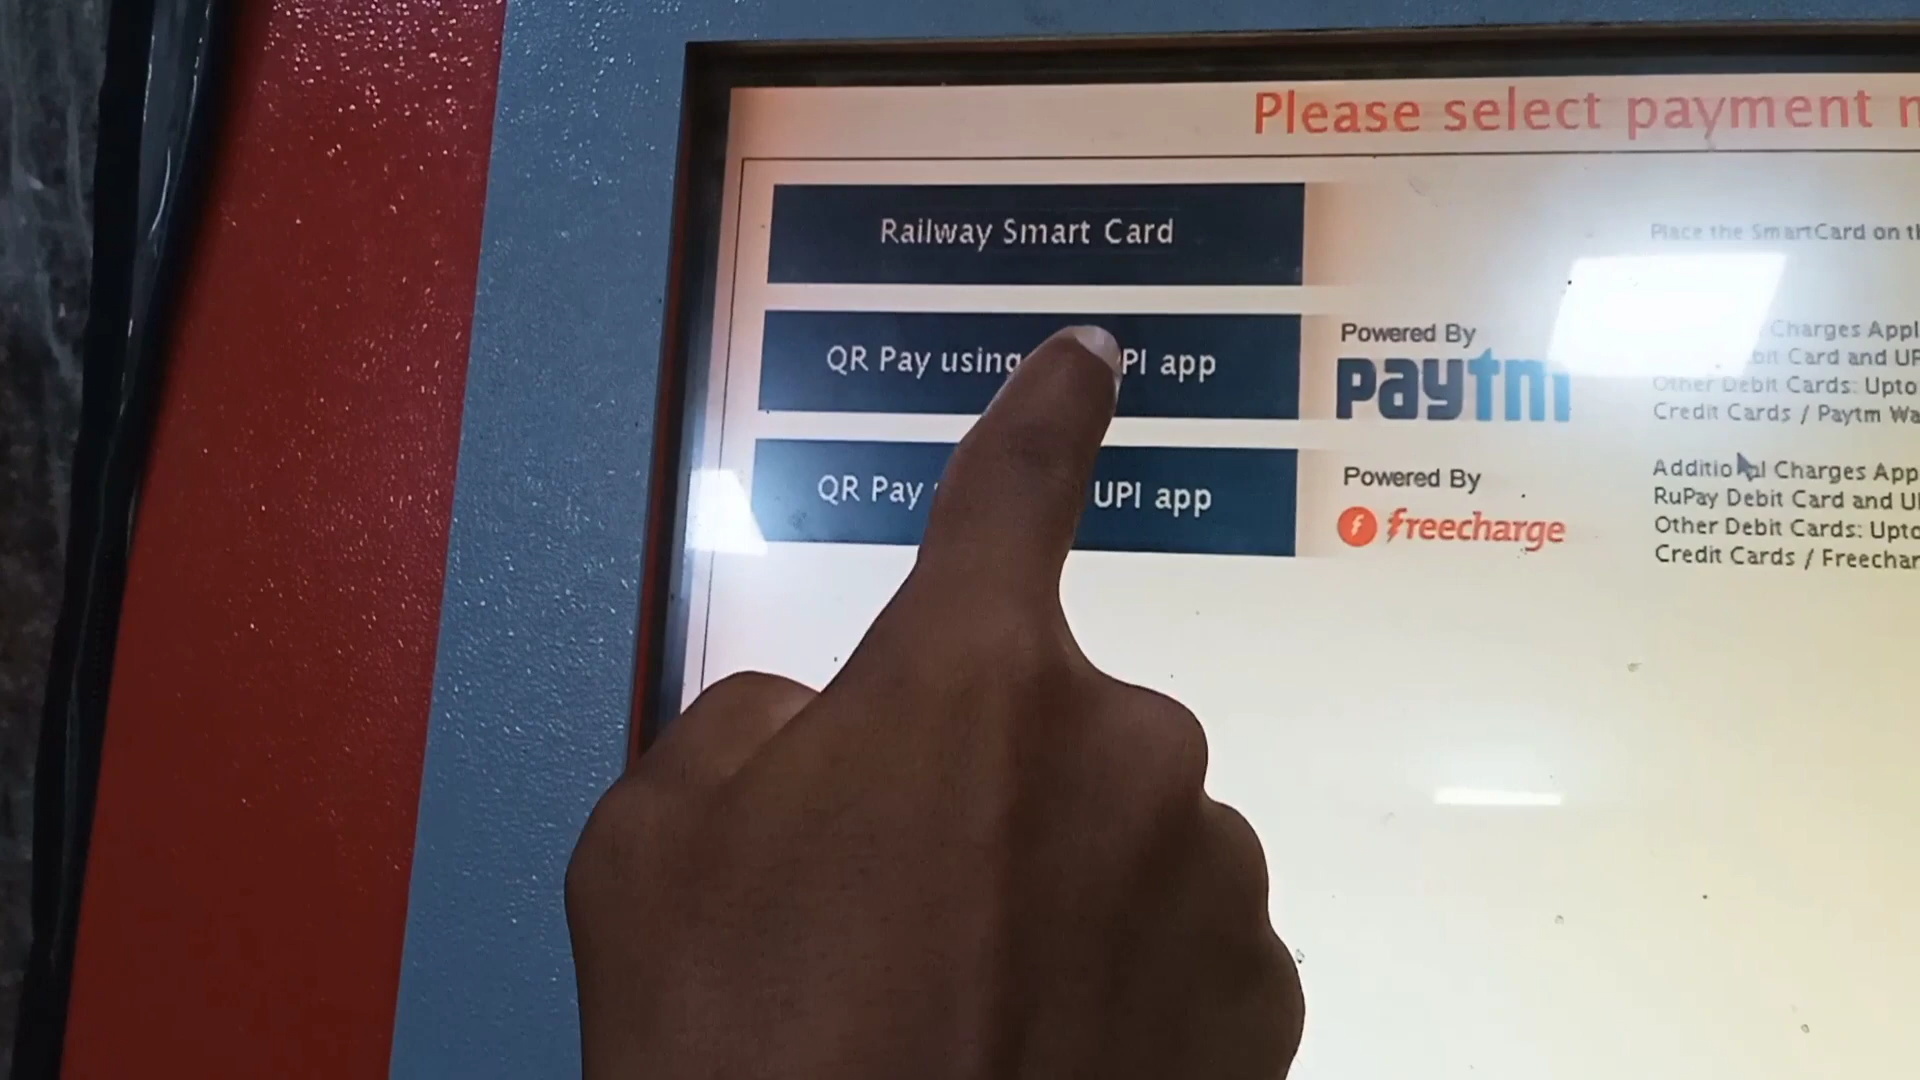 Please select payment
Railway Smart Card
Place the SmartCard on
QR Pay using PI app
Powered By
paytm
Charges Appl
Card and UP
Other Debit Cards: Upto
Credit Cards / Paytm Wa
QR Pay UPI app
Powered By
freecharge
Additional Charges App
RuPay Debit Card and U
Other Debit Cards: Upto
Credit Cards / Freechar